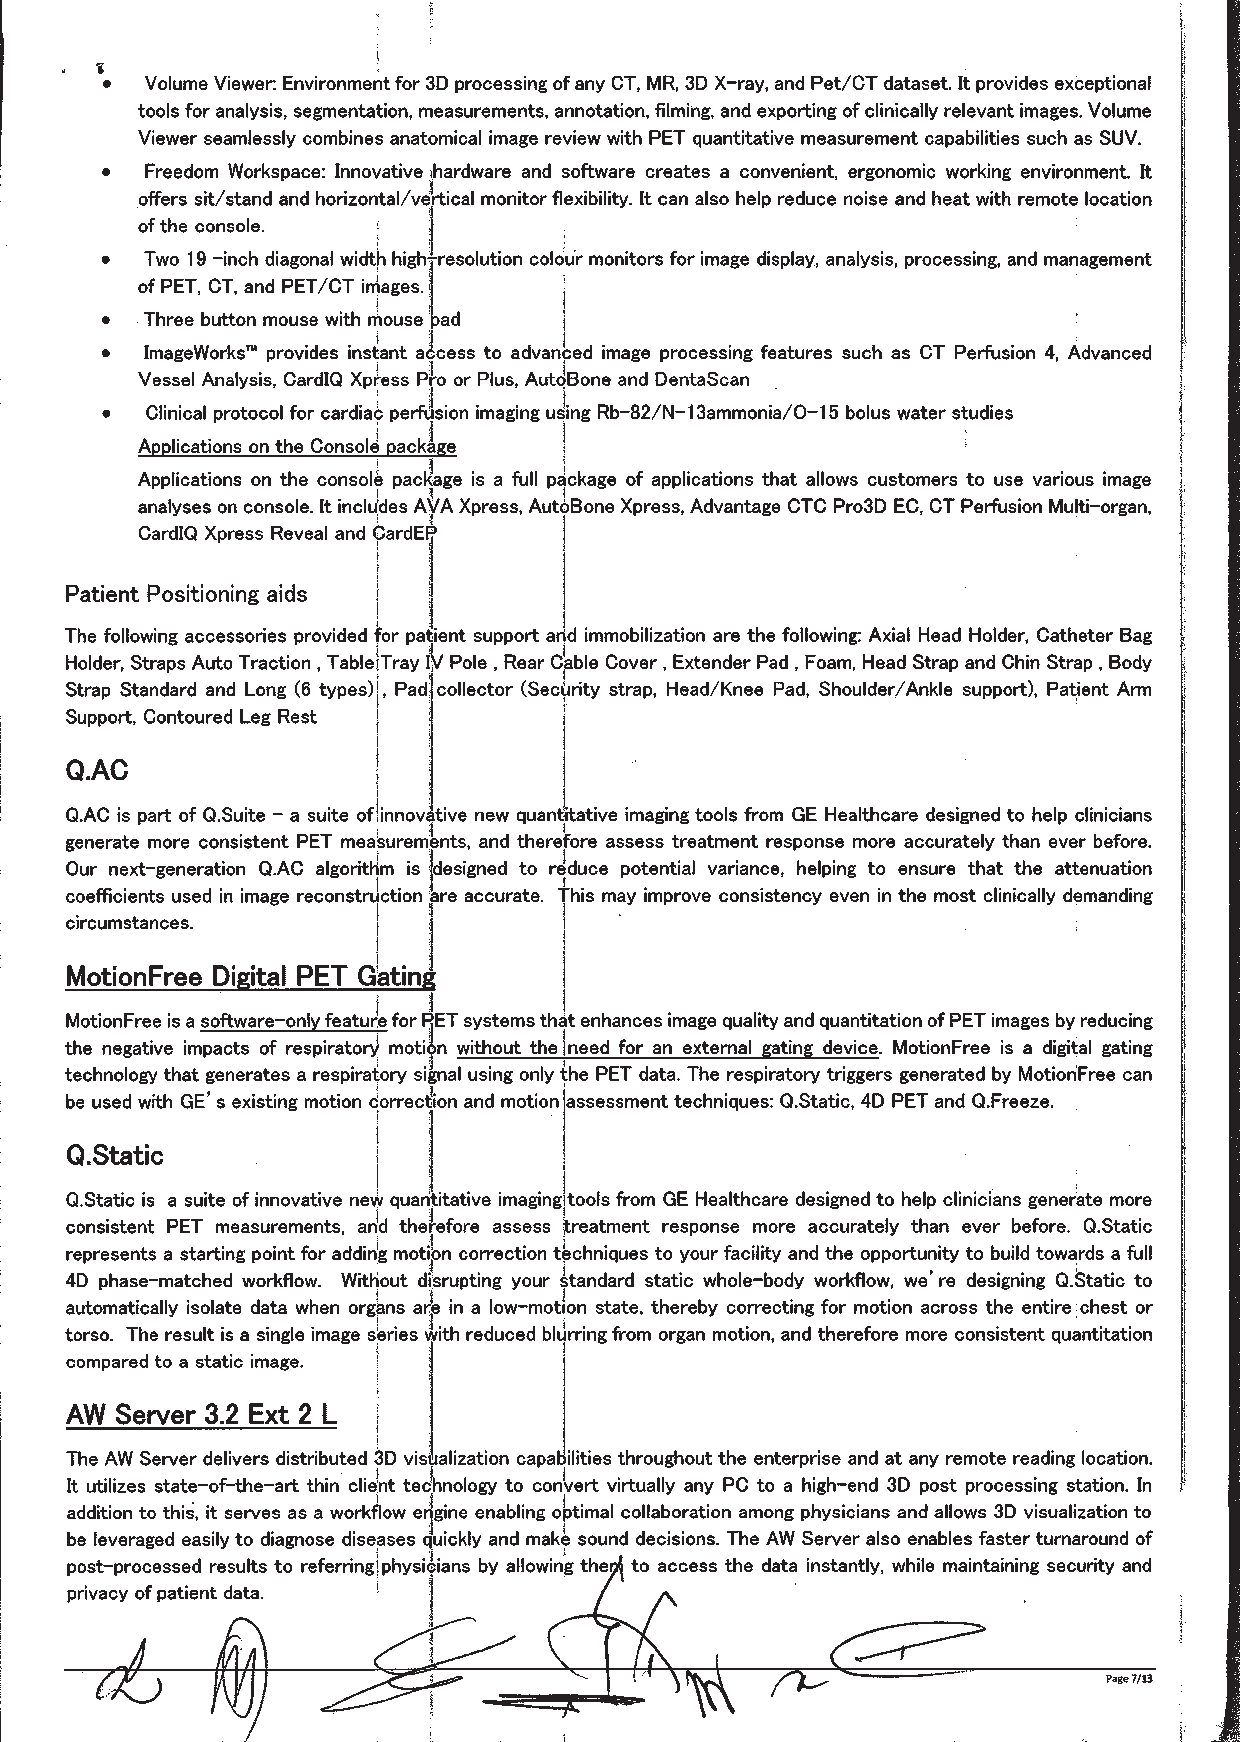 • Volume Viewer: Environment for 3D processing of any CT, MR, 3D X-ray, and Pet/CT dataset. It provides exceptional
tools for analysis, segmentation, measurements, annotation, filming, and exporting of clinically relevant images. Volume
Viewer seamlessly combines anatomical image review with PET quantitative measurement capabilities such as SUV.
• Freedom Workspace: Innovative hardware and software creates a convenient, ergonomic working environment. It
offers sit/stand and horizontal/vertical monitor flexibility. It can also help reduce noise and heat with remote location
of the console.
• Two 19 -inch diagonal width high-resolution colour monitors for image display, analysis, processing, and management
of PET, CT, and PET/CT images.
• Three button mouse with mouse pad
• ImageWorks™ provides instant access to advanced image processing features such as CT Perfusion 4, Advanced
Vessel Analysis, CardIQ Xpress Pro or Plus, AutoBone and DentaScan
• Clinical protocol for cardiac perfusion imaging using Rb-82/N-13ammonia/O-15 bolus water studies
Applications on the Console package
Applications on the console package is a full package of applications that allows customers to use various image
analyses on console. It includes AVA Xpress, AutoBone Xpress, Advantage CTC Pro3D EC, CT Perfusion Multi-organ,
CardIQ Xpress Reveal and CardEP
Patient Positioning aids
The following accessories provided for patient support and immobilization are the following: Axial Head Holder, Catheter Bag
Holder, Straps Auto Traction , Table Tray IV Pole , Rear Cable Cover , Extender Pad , Foam, Head Strap and Chin Strap , Body
Strap Standard and Long (6 types) , Pad collector (Security strap, Head/Knee Pad, Shoulder/Ankle support), Patient Arm
Support, Contoured Leg Rest
Q.AC
Q.AC is part of Q.Suite - a suite of innovative new quantitative imaging tools from GE Healthcare designed to help clinicians
generate more consistent PET measurements, and therefore assess treatment response more accurately than ever before.
Our next-generation Q.AC algorithm is designed to reduce potential variance, helping to ensure that the attenuation
coefficients used in image reconstruction are accurate. This may improve consistency even in the most clinically demanding
circumstances.
MotionFree Digital PET Gating
MotionFree is a software-only feature for PET systems that enhances image quality and quantitation of PET images by reducing
the negative impacts of respiratory motion without the need for an external gating device. MotionFree is a digital gating
technology that generates a respiratory signal using only the PET data. The respiratory triggers generated by MotionFree can
be used with GE' s existing motion correction and motion assessment techniques: Q.Static, 4D PET and Q.Freeze.
Q.Static
Q.Static is a suite of innovative new quantitative imaging tools from GE Healthcare designed to help clinicians generate more
consistent PET measurements, and therefore assess treatment response more accurately than ever before. Q.Static
represents a starting point for adding motion correction techniques to your facility and the opportunity to build towards a full
4D phase-matched workflow. Without disrupting your standard static whole-body workflow, we' re designing Q.Static to
automatically isolate data when organs are in a low-motion state, thereby correcting for motion across the entire chest or
torso. The result is a single image series with reduced blurring from organ motion, and therefore more consistent quantitation
compared to a static image.
AW Server 3.2 Ext 2 L
The AW Server delivers distributed 3D visualization capabilities throughout the enterprise and at any remote reading location.
It utilizes state-of-the-art thin client technology to convert virtually any PC to a high-end 3D post processing station. In
addition to this, it serves as a workflow engine enabling optimal collaboration among physicians and allows 3D visualization to
be leveraged easily to diagnose diseases quickly and make sound decisions. The AW Server also enables faster turnaround of
post-processed results to referring physicians by allowing them to access the data instantly, while maintaining security and
privacy of patient data.
Page 7/13